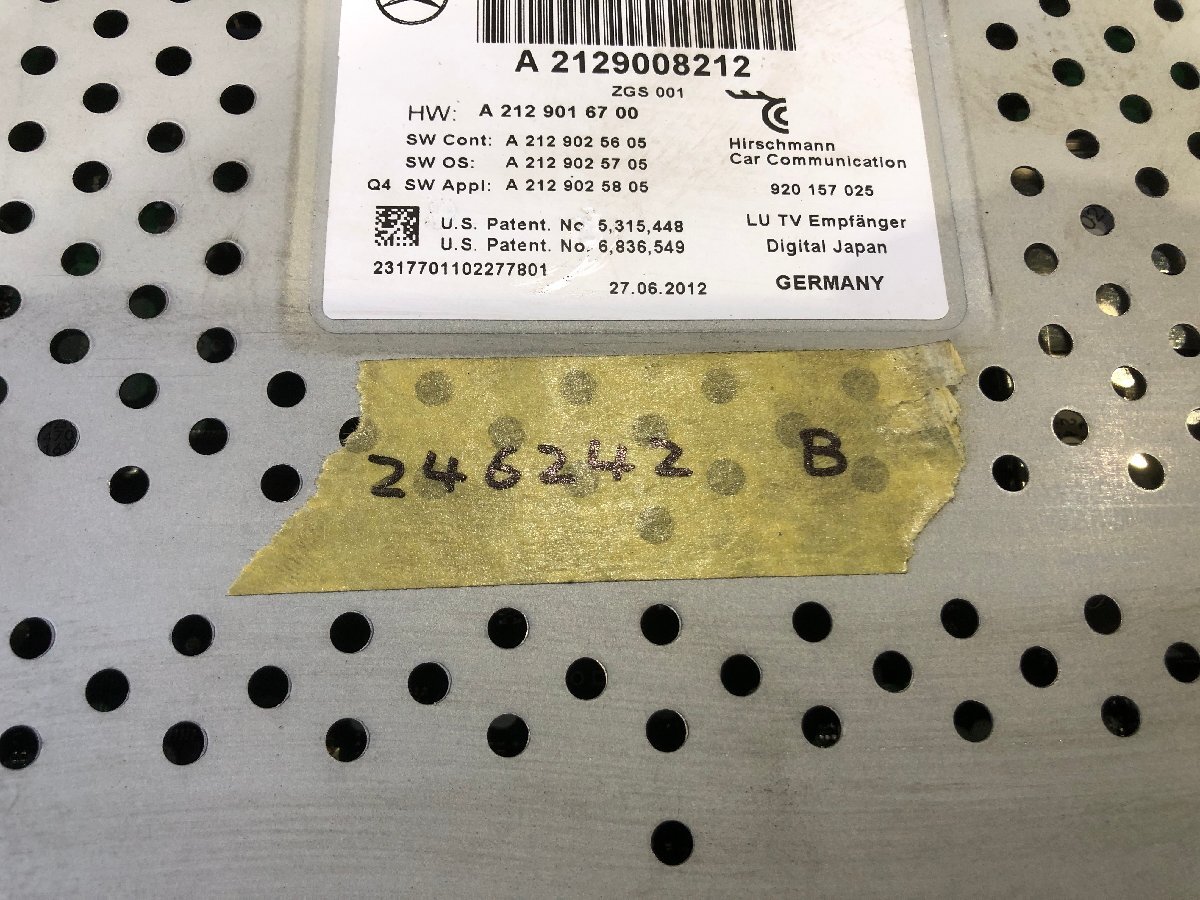 A 2129008212
ZGS 001
HW: A 212 901 67 00
SW Cont: A 212 902 56 05
SW OS: A 212 902 57 05
Q4 SW Appl: A 212 902 58 05
U.S. Patent. No. 5,315,448
U.S. Patent. No. 6,836,549
2317701102277801
27.06.2012
Hirschmann
Car Communication
920 157 025
LU TV Empfänger
Digital Japan
GERMANY
246242 B